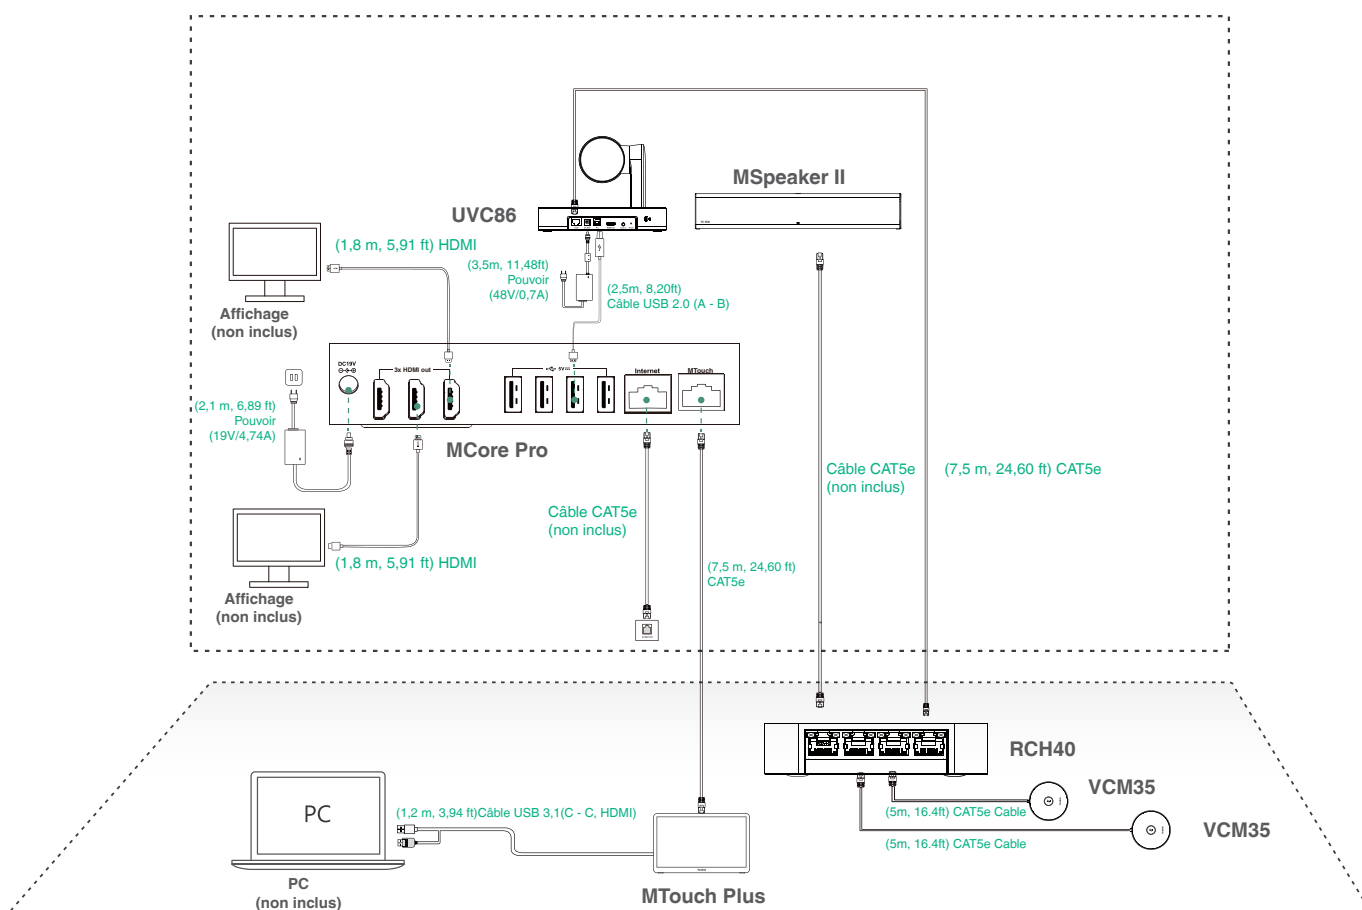 MSpeaker II
UVC86
(1,8 m, 5,91 ft) HDMI
(3,5m, 11,48ft)
Pouvoir
(48V/0,7A)
(2,5m, 8,20ft)
Câble USB 2.0 (A - B)
Affichage
(non inclus)
DC19V
3x HDMI out
5V
Internet
MTouch
(2,1 m, 6,89 ft)
Pouvoir
(19V/4,74A)
MCore Pro
Câble CAT5e
(non inclus)
(7,5 m, 24,60 ft) CAT5e
Câble CAT5e
(non inclus)
(1,8 m, 5,91 ft) HDMI
(7,5 m, 24,60 ft)
CAT5e
Affichage
(non inclus)
RCH40
VCM35
(5m, 16.4ft) CAT5e Cable
VCM35
(5m, 16.4ft) CAT5e Cable
PC
(1,2 m, 3,94 ft)Câble USB 3,1(C - C, HDMI)
PC
(non inclus)
MTouch Plus